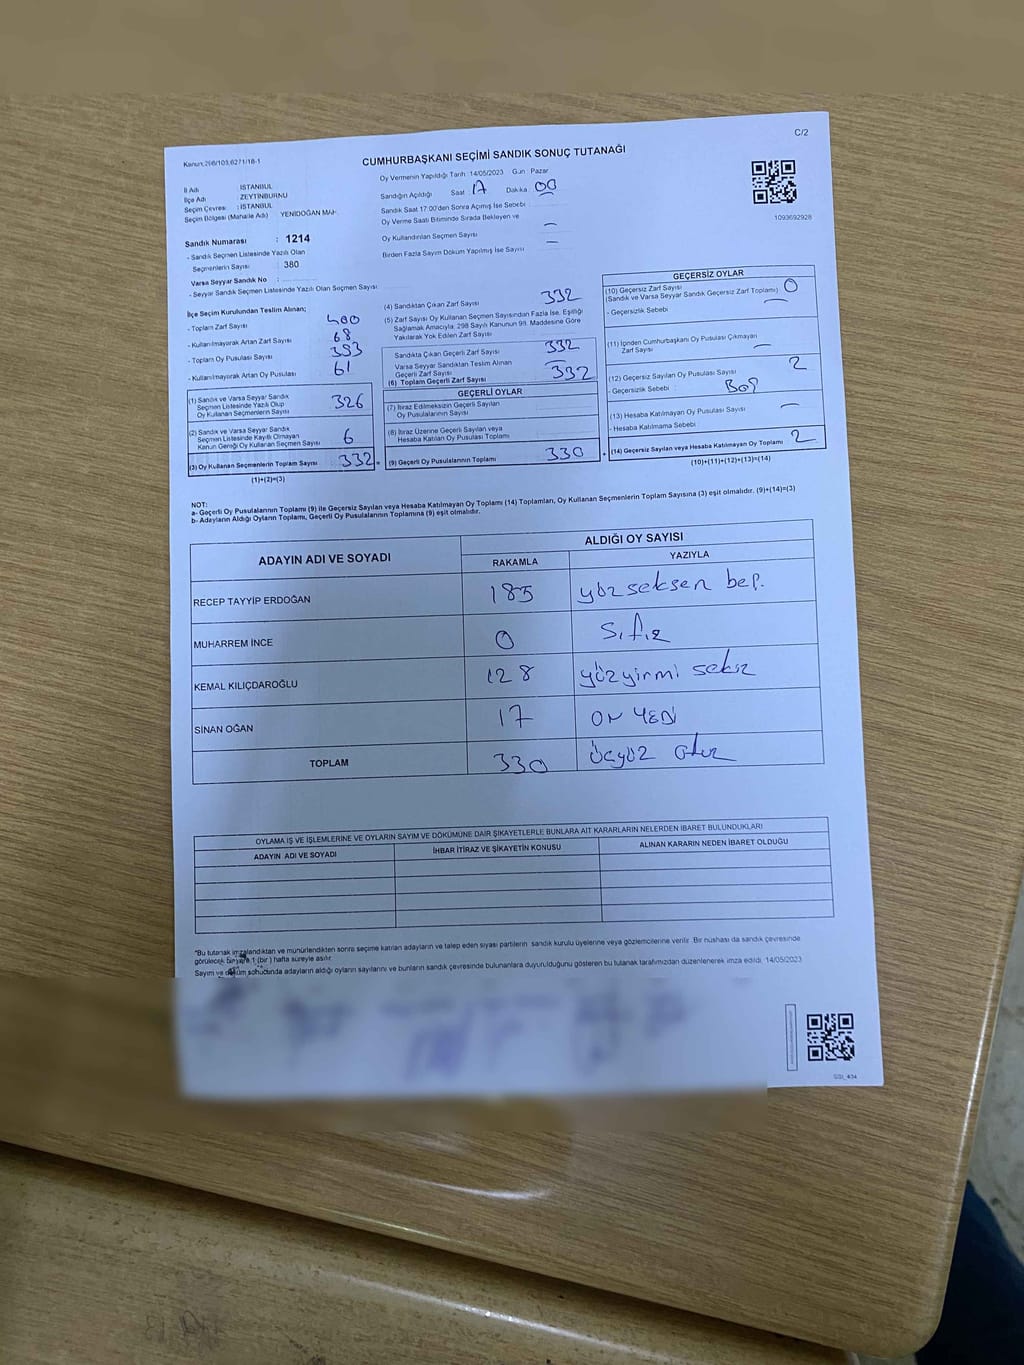 C/2
Kanun:298/103,6271/18-1
CUMHURBAŞKANI SEÇİMİ SANDIK SONUÇ TUTANAĞI
İl Adı : İSTANBUL
İlçe Adı : ZEYTİNBURNU
Seçim Çevresi : İSTANBUL
Seçim Bölgesi (Mahalle Adı) YENİDOĞAN MAH.
Sandık Numarası : 1214
- Sandık Seçmen Listesinde Yazılı Olan
Seçmenlerin Sayısı : 380
Varsa Seyyar Sandık No :
- Seyyar Sandık Seçmen Listesinde Yazılı Olan Seçmen Sayısı
Oy Vermenin Yapıldığı Tarih :14/05/2023 Gün : Pazar
Sandığın Açıldığı Saat 17 Dakika 00
Sandık Saat 17:00'den Sonra Açılmış İse Sebebi :
Oy Verme Saati Bitiminde Sırada Bekleyen ve
Oy Kullandırılan Seçmen Sayısı : —
Birden Fazla Sayım Döküm Yapılmış İse Sayısı : —
1093692928
İlçe Seçim Kurulundan Teslim Alınan;
- Toplam Zarf Sayısı 400
- Kullanılmayarak Artan Zarf Sayısı 68
- Toplam Oy Pusulası Sayısı 393
- Kullanılmayarak Artan Oy Pusulası 61
(1) Sandık ve Varsa Seyyar Sandık
Seçmen Listesinde Yazılı Olup
Oy Kullanan Seçmenlerin Sayısı 326
(2) Sandık ve Varsa Seyyar Sandık
Seçmen Listesinde Kayıtlı Olmayan
Kanun Gereği Oy Kullanan Seçmen Sayısı 6
(3) Oy Kullanan Seçmenlerin Toplam Sayısı 332 =
(1)+(2)=(3)
(4) Sandıktan Çıkan Zarf Sayısı 332
(5) Zarf Sayısı Oy Kullanan Seçmen Sayısından Fazla İse, Eşitliği
Sağlamak Amacıyla; 298 Sayılı Kanunun 98. Maddesine Göre
Yakılarak Yok Edilen Zarf Sayısı
Sandıkta Çıkan Geçerli Zarf Sayısı 332
Varsa Seyyar Sandıktan Teslim Alınan
Geçerli Zarf Sayısı —
(6) Toplam Geçerli Zarf Sayısı 332
GEÇERLİ OYLAR
(7) İtiraz Edilmeksizin Geçerli Sayılan
Oy Pusulalarının Sayısı
(8) İtiraz Üzerine Geçerli Sayılan veya
Hesaba Katılan Oy Pusulası Toplamı
(9) Geçerli Oy Pusulalarının Toplamı 330 +
GEÇERSİZ OYLAR
(10) Geçersiz Zarf Sayısı 0
(Sandık ve Varsa Seyyar Sandık Geçersiz Zarf Toplamı)
- Geçersizlik Sebebi : —
(11) İçinden Cumhurbaşkanı Oy Pusulası Çıkmayan
Zarf Sayısı —
(12) Geçersiz Sayılan Oy Pusulası Sayısı 2
- Geçersizlik Sebebi : Boş
(13) Hesaba Katılmayan Oy Pusulası Sayısı —
- Hesaba Katılmama Sebebi
(14) Geçersiz Sayılan veya Hesaba Katılmayan Oy Toplamı 2
(10)+(11)+(12)+(13)=(14)
NOT:
a- Geçerli Oy Pusulalarının Toplamı (9) ile Geçersiz Sayılan veya Hesaba Katılmayan Oy Toplamı (14) Toplamları, Oy Kullanan Seçmenlerin Toplam Sayısına (3) eşit olmalıdır. (9)+(14)=(3)
b- Adayların Aldığı Oyların Toplamı, Geçerli Oy Pusulalarının Toplamına (9) eşit olmalıdır.
ADAYIN ADI VE SOYADI
ALDIĞI OY SAYISI
RAKAMLA YAZIYLA
RECEP TAYYİP ERDOĞAN 185 yüzseksen beş.
MUHARREM İNCE 0 Sıfır
KEMAL KILIÇDAROĞLU 128 yüzyirmi sekiz
SİNAN OĞAN 17 ON YEDİ
TOPLAM 330 üçyüz otuz
OYLAMA İŞ VE İŞLEMLERİNE VE OYLARIN SAYIM VE DÖKÜMÜNE DAİR ŞİKAYETLERLE BUNLARA AİT KARARLARIN NELERDEN İBARET BULUNDUKLARI
ADAYIN ADI VE SOYADI İHBAR İTİRAZ VE ŞİKAYETİN KONUSU ALINAN KARARIN NEDEN İBARET OLDUĞU
*Bu tutanak imzalandıktan ve mühürlendikten sonra seçime katılan adayların ve talep eden siyasi partilerin sandık kurulu üyelerine veya gözlemcilerine verilir. Bir nüshası da sandık çevresinde
görülecek bir yere 1 (bir) hafta süreyle asılır.
Sayım ve döküm sonucunda adayların aldığı oyların sayılarını ve bunların sandık çevresinde bulunanlara duyurulduğunu gösteren bu tutanak tarafımızdan düzenlenerek imza edildi. 14/05/2023